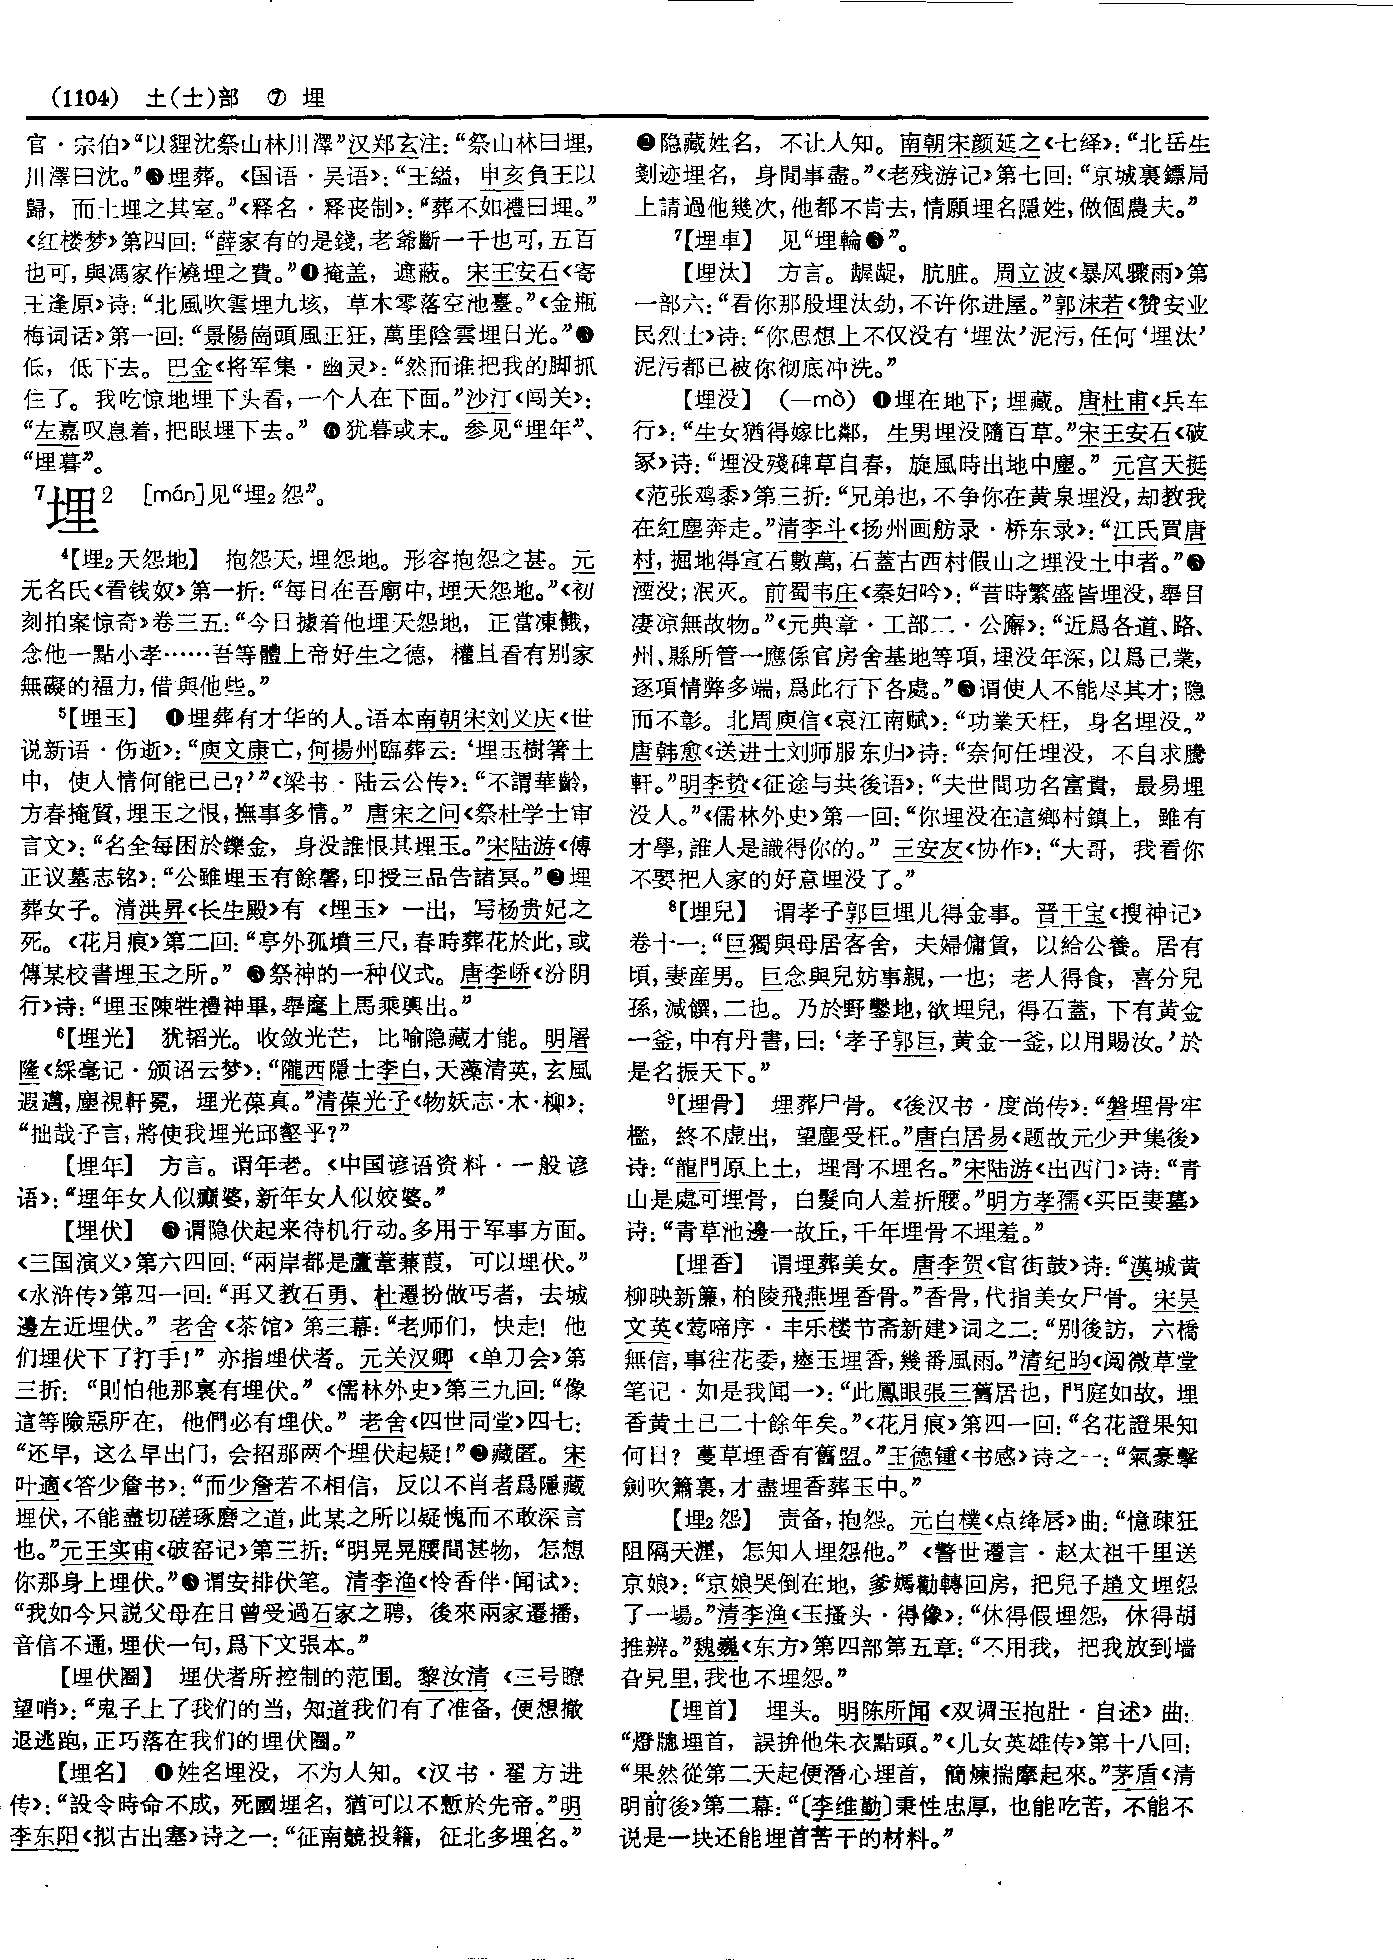 (1104) 土(士)部 ⑦ 埋
官·宗伯》“以貍沈祭山林川澤”汉郑玄注：“祭山林曰埋，
川澤曰沈。”❸埋葬。《国语·吴语》：“王縊，申亥負王以
歸，而土埋之其室。”《释名·释丧制》：“葬不如禮曰埋。”
《红楼梦》第四回：“薛家有的是錢，老爺斷一千也可，五百
也可，與馮家作燒埋之費。”❹掩盖，遮蔽。宋王安石《寄
王逢原》诗：“北風吹雲埋九垓，草木零落空池臺。”《金瓶
梅词话》第一回：“景陽崗頭風正狂，萬里陰雲埋日光。”❺
低，低下去。巴金《将军集·幽灵》：“然而谁把我的脚抓
住了。我吃惊地埋下头看，一个人在下面。”沙汀《闯关》：
“左嘉叹息着，把眼埋下去。” ❻犹暮或末。参见“埋年”、
“埋暮”。
7埋2 [mán]见“埋2怨”。
4【埋2天怨地】 抱怨天，埋怨地。形容抱怨之甚。元
无名氏《看钱奴》第一折：“每日在吾廟中，埋天怨地。”《初
刻拍案惊奇》卷三五：“今日據着他埋天怨地，正當凍餓，
念他一點小孝……吾等體上帝好生之德，權且看有别家
無礙的福力，借與他些。”
5【埋玉】 ❶埋葬有才华的人。语本南朝宋刘义庆《世
说新语·伤逝》：“庾文康亡，何揚州臨葬云：‘埋玉樹箸土
中，使人情何能已已？’”《梁书·陆云公传》：“不謂華齡，
方春掩質，埋玉之恨，撫事多情。” 唐宋之问《祭杜学士审
言文》：“名全每困於鑠金，身没誰恨其埋玉。”宋陆游《傅
正议墓志铭》：“公雖埋玉有餘馨，印授三品告諸冥。”❷埋
葬女子。清洪昇《长生殿》有《埋玉》一出，写杨贵妃之
死。《花月痕》第二回：“亭外孤墳三尺，春時葬花於此，或
傳某校書埋玉之所。” ❸祭神的一种仪式。唐李峤《汾阴
行》诗：“埋玉陳牲禮神畢，舉麾上馬乘輿出。”
6【埋光】 犹韬光。收敛光芒，比喻隐藏才能。明屠
隆《綵毫记·颁诏云梦》：“隴西隱士李白，天藻清英，玄風
遐邁，塵視軒冕，埋光葆真。”清葆光子《物妖志·木·柳》：
“拙哉子言，將使我埋光邱壑乎？”
【埋年】 方言。谓年老。《中国谚语资料·一般谚
语》：“埋年女人似癲婆，新年女人似姣婆。”
【埋伏】 ❶谓隐伏起来待机行动。多用于军事方面。
《三国演义》第六四回：“兩岸都是蘆葦蒹葭，可以埋伏。”
《水浒传》第四一回：“再又教石勇、杜遷扮做丐者，去城
邊左近埋伏。” 老舍《茶馆》第三幕：“老师们，快走！他
们埋伏下了打手！” 亦指埋伏者。元关汉卿《单刀会》第
三折：“則怕他那裏有埋伏。”《儒林外史》第三九回：“像
這等險惡所在，他們必有埋伏。” 老舍《四世同堂》四七：
“还早，这么早出门，会招那两个埋伏起疑！”❷藏匿。宋
叶適《答少詹书》：“而少詹若不相信，反以不肖者爲隱藏
埋伏，不能盡切磋琢磨之道，此某之所以疑愧而不敢深言
也。”元王实甫《破窑记》第三折：“明晃晃腰間甚物，怎想
你那身上埋伏。”❸谓安排伏笔。清李渔《怜香伴·闻试》：
“我如今只説父母在日曾受過石家之聘，後來兩家遷播，
音信不通，埋伏一句，爲下文張本。”
【埋伏圈】 埋伏者所控制的范围。黎汝清《三号瞭
望哨》：“鬼子上了我们的当，知道我们有了准备，便想撤
退逃跑，正巧落在我们的埋伏圈。”
【埋名】 ❶姓名埋没，不为人知。《汉书·翟方进
传》：“設令時命不成，死國埋名，猶可以不慙於先帝。”明
李东阳《拟古出塞》诗之一：“征南競投籍，征北多埋名。”
❷隐藏姓名，不让人知。南朝宋颜延之《七绎》：“北岳生
剗迹埋名，身閒事盡。”《老残游记》第七回：“京城裏鏢局
上請過他幾次，他都不肯去，情願埋名隱姓，做個農夫。”
7【埋車】 见“埋輪❸”。
【埋汰】 方言。龌龊，肮脏。周立波《暴风骤雨》第
一部六：“看你那股埋汰劲，不许你进屋。”郭沫若《赞安业
民烈士》诗：“你思想上不仅没有‘埋汰’泥污，任何‘埋汰’
泥污都已被你彻底冲洗。”
【埋没】 (—mò) ❶埋在地下；埋藏。唐杜甫《兵车
行》：“生女猶得嫁比鄰，生男埋没隨百草。”宋王安石《破
冢》诗：“埋没殘碑草自春，旋風時出地中塵。” 元宫天挺
《范张鸡黍》第三折：“兄弟也，不争你在黄泉埋没，却教我
在紅塵奔走。”清李斗《扬州画舫录·桥东录》：“江氏買唐
村，掘地得宣石數萬，石蓋古西村假山之埋没土中者。”❷
湮没；泯灭。前蜀韦庄《秦妇吟》：“昔時繁盛皆埋没，舉目
凄凉無故物。”《元典章·工部二·公廨》：“近爲各道、路、
州、縣所管一應係官房舍基地等項，埋没年深，以爲己業，
逐項情弊多端，爲此行下各處。”❸谓使人不能尽其才；隐
而不彰。北周庾信《哀江南赋》：“功業夭枉，身名埋没。”
唐韩愈《送进士刘师服东归》诗：“奈何任埋没，不自求騰
軒。”明李贽《征途与共後语》：“夫世間功名富貴，最易埋
没人。”《儒林外史》第一回：“你埋没在這鄉村鎮上，雖有
才學，誰人是識得你的。” 王安友《协作》：“大哥，我看你
不要把人家的好意埋没了。”
8【埋兒】 谓孝子郭巨埋儿得金事。晋干宝《搜神记》
卷十一：“巨獨與母居客舍，夫婦傭賃，以給公養。居有
頃，妻産男。巨念與兒妨事親，一也；老人得食，喜分兒
孫，減饌，二也。乃於野鑿地，欲埋兒，得石蓋，下有黄金
一釜，中有丹書，曰：‘孝子郭巨，黄金一釜，以用賜汝。’於
是名振天下。”
9【埋骨】 埋葬尸骨。《後汉书·度尚传》：“磐埋骨牢
檻，終不虚出，望塵受枉。”唐白居易《题故元少尹集後》
诗：“龍門原上土，埋骨不埋名。”宋陆游《出西门》诗：“青
山是處可埋骨，白髮向人羞折腰。”明方孝孺《买臣妻墓》
诗：“青草池邊一故丘，千年埋骨不埋羞。”
【埋香】 谓埋葬美女。唐李贺《官街鼓》诗：“漢城黄
柳映新簾，柏陵飛燕埋香骨。”香骨，代指美女尸骨。宋吴
文英《莺啼序·丰乐楼节斋新建》词之二：“别後訪，六橋
無信，事往花委，瘞玉埋香，幾番風雨。”清纪昀《阅微草堂
笔记·如是我闻一》：“此鳳眼張三舊居也，門庭如故，埋
香黄土已二十餘年矣。”《花月痕》第四一回：“名花證果知
何日？蔓草埋香有舊盟。”王德锺《书感》诗之一：“氣豪擊
劍吹簫裏，才盡埋香葬玉中。”
【埋2怨】 责备，抱怨。元白樸《点绛唇》曲：“憶疎狂
阻隔天涯，怎知人埋怨他。”《警世通言·赵太祖千里送
京娘》：“京娘哭倒在地，爹媽勸轉回房，把兒子趙文埋怨
了一場。”清李渔《玉搔头·得像》：“休得假埋怨，休得胡
推辨。”魏巍《东方》第四部第五章：“不用我，把我放到墙
旮旯里，我也不埋怨。”
【埋首】 埋头。明陈所闻《双调玉抱肚·自述》曲：
“燈牕埋首，誤拚他朱衣點頭。”《儿女英雄传》第十八回：
“果然從第二天起便潛心埋首，簡煉揣摩起來。”茅盾《清
明前後》第二幕：“〔李维勤〕秉性忠厚，也能吃苦，不能不
说是一块还能埋首苦干的材料。”